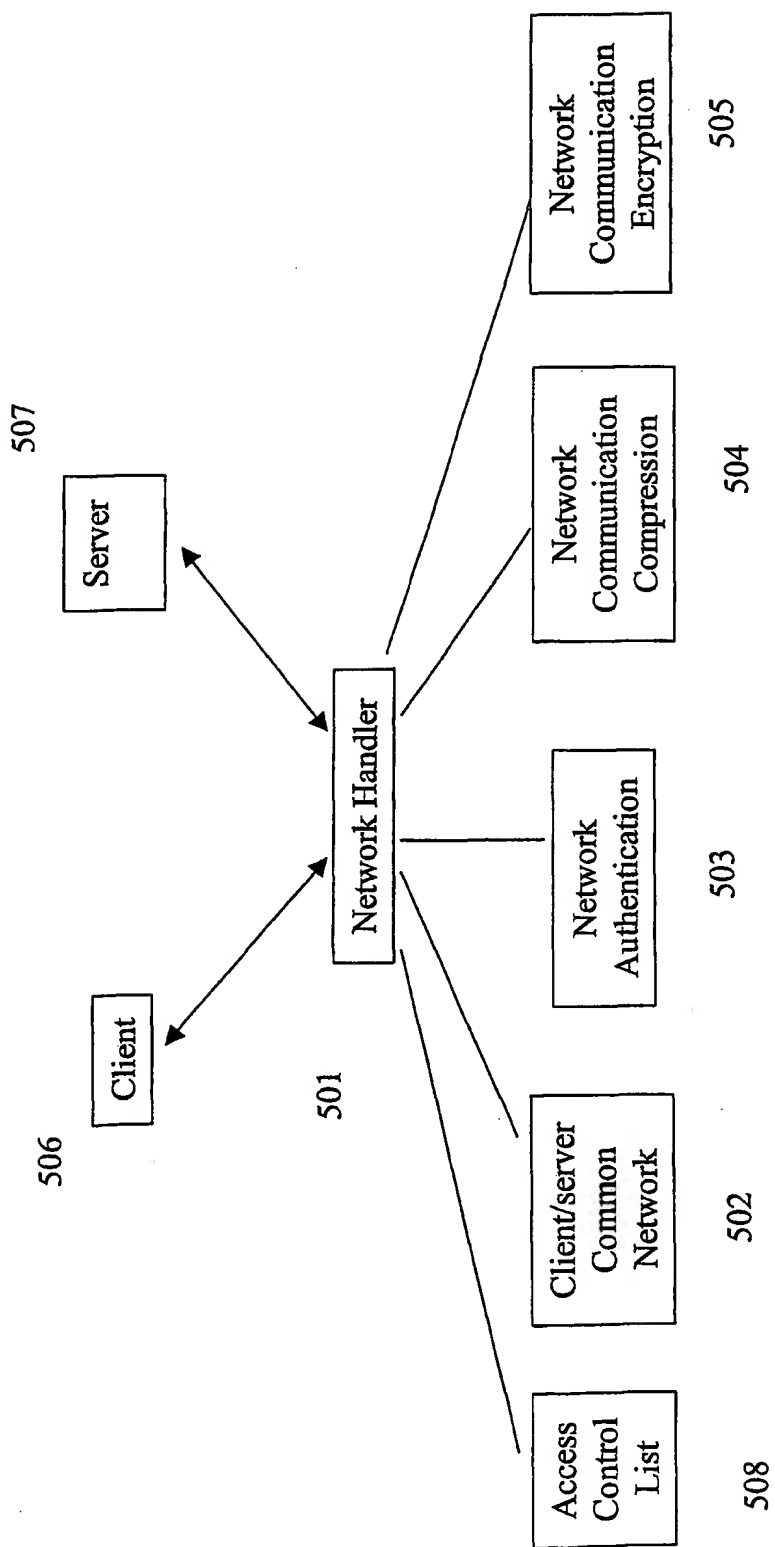 507
Server
506
Client
Network Handler
501
Access
Control
List
508
Client/server
Common
Network
502
Network
Authentication
503
Network
Communication
Compression
504
Network
Communication
Encryption
505